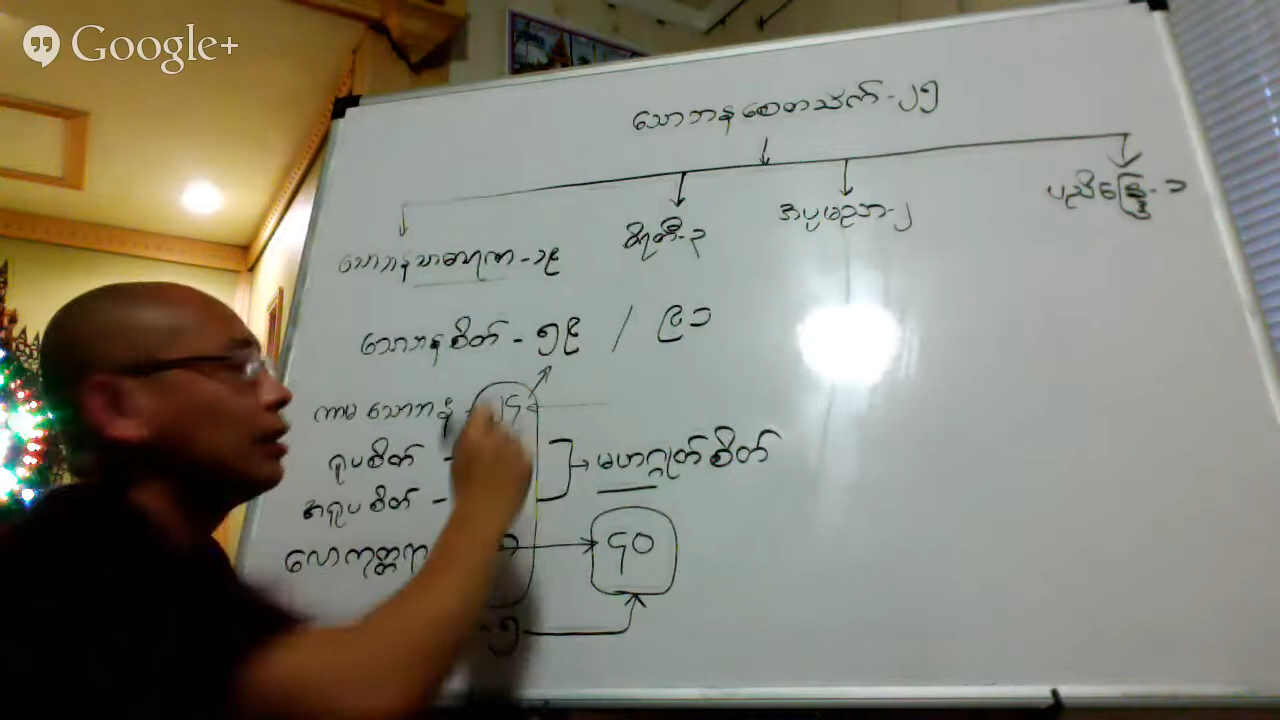 Google+
သောဘနစေတသိက် - ၂၅
သောဘနသာဓာရဏ - ၁၉
ဝိရတီ - ၃
အပ္ပမညာ - ၂
ပညိန္ဒြေ - ၁
သောဘနစိတ် - ၅၉ / ၉၁
ကာမ သောဘန - ၂၄
ရူပစိတ် -
မဟဂ္ဂုတ်စိတ်
အရူပစိတ် -
လောကုတ္တရာ
၄၀
၅